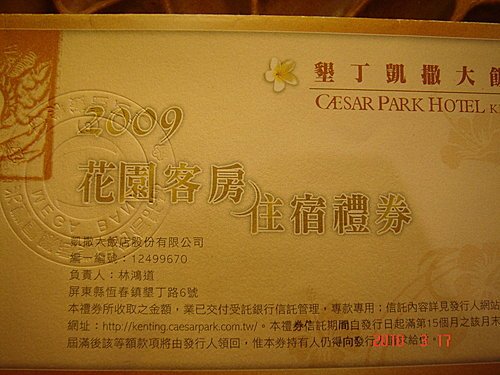 墾丁凱撒大飯
CÆSAR PARK HOTEL K
2009
花園客房
住宿禮券
MEGA BANK
凱撒大飯店股份有限公司
統一編號：12499670
負責人：林鴻道
屏東縣恆春鎮墾丁路6號
本禮券所收取之金額，業已交付受託銀行信託管理，專款專用；信託內容詳見發行人網站
網址：http://kenting.caesarpark.com.tw/。本禮券信託期間自發行日起滿第15個月之該月末
屆滿後該等餘款項將由發行人領回，惟本券持有人仍得向發行
2010 3 17